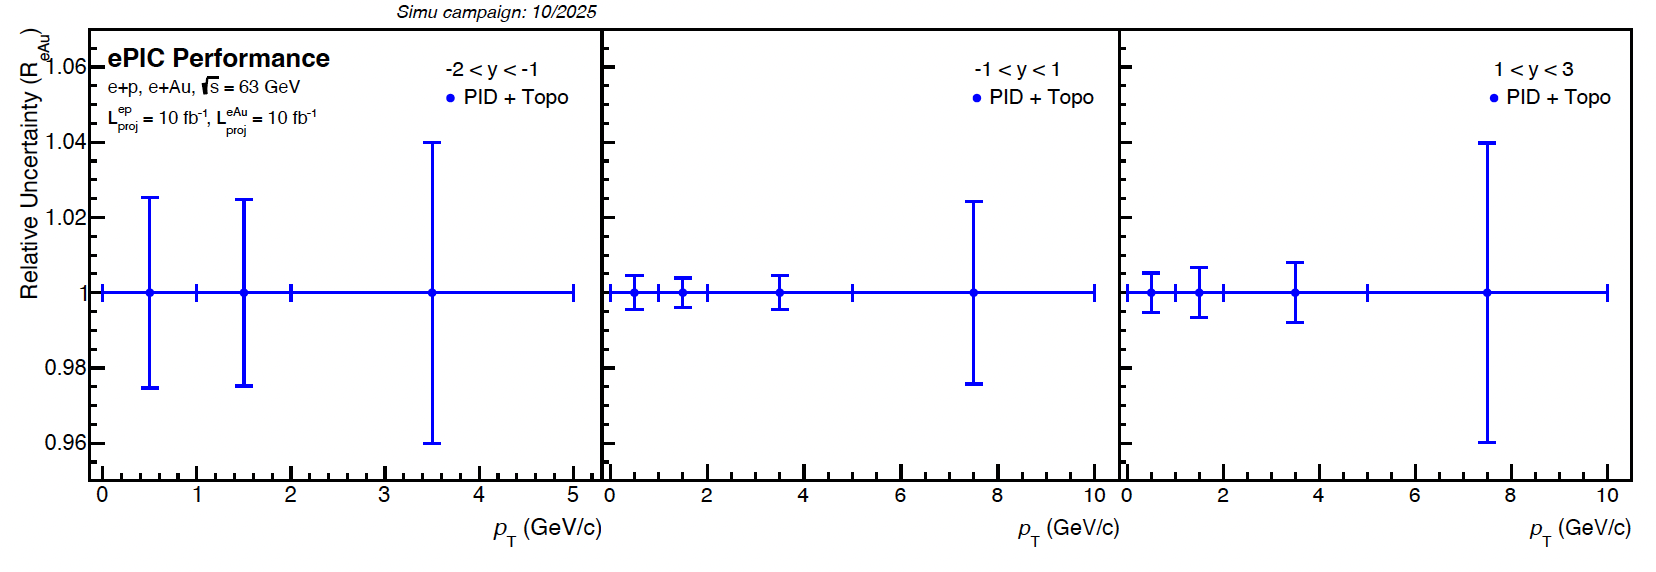 Simu campaign: 10/2025
Relative Uncertainty (R_eAu)
1.06
1.04
1.02
1
0.98
0.96
ePIC Performance
e+p, e+Au, √s = 63 GeV
L^ep_proj = 10 fb^-1, L^eAu_proj = 10 fb^-1
-2 < y < -1
PID + Topo
0 1 2 3 4 5
p_T (GeV/c)
-1 < y < 1
PID + Topo
0 2 4 6 8 10
p_T (GeV/c)
1 < y < 3
PID + Topo
0 2 4 6 8 10
p_T (GeV/c)